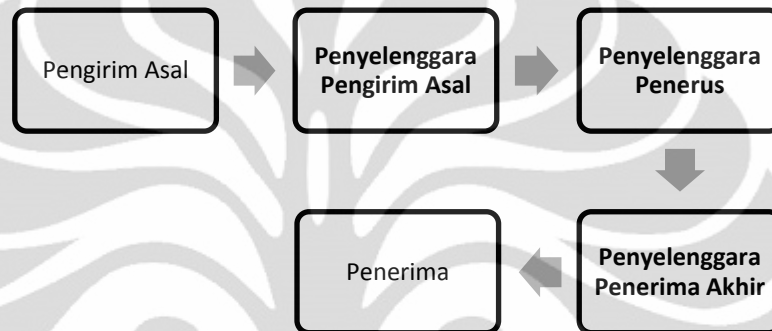 Pengirim Asal
Penyelenggara
Pengirim Asal
Penyelenggara
Penerus
Penyelenggara
Penerima Akhir
Penerima